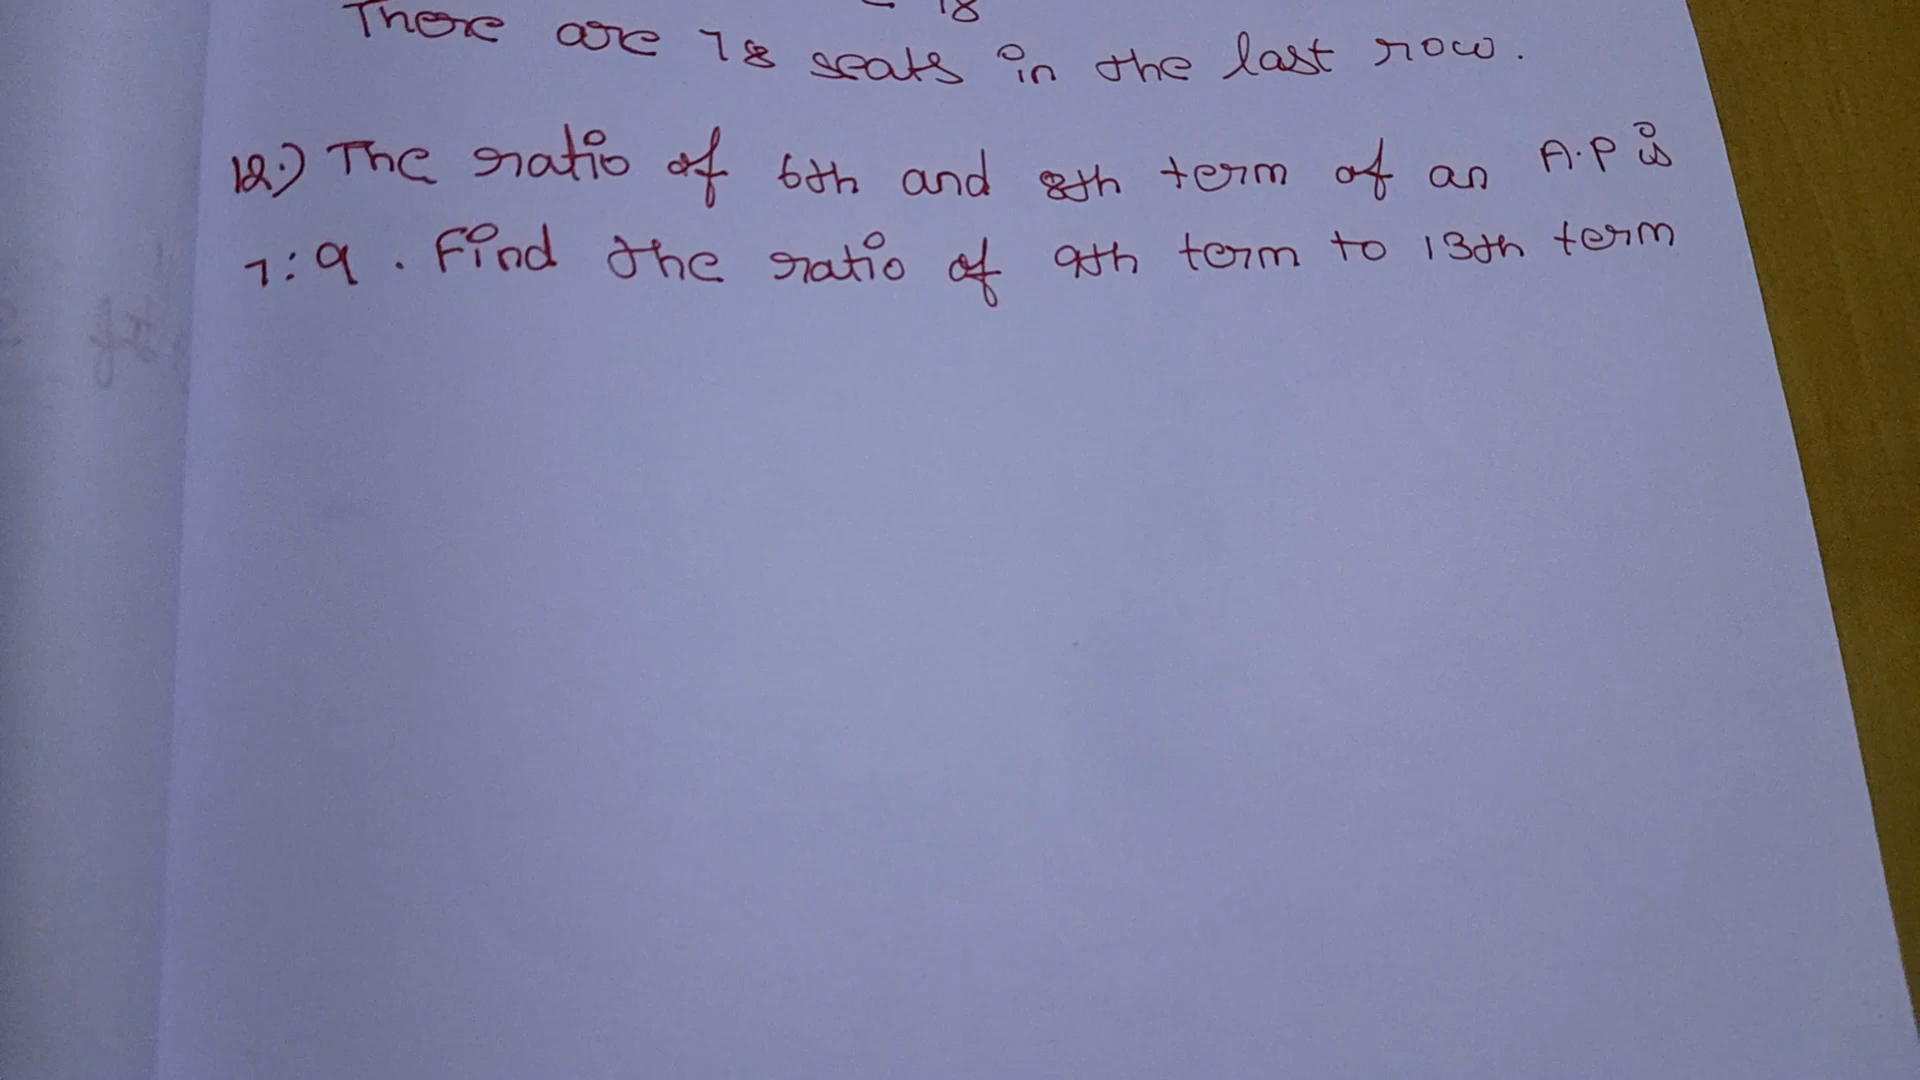 18
There are 78 seats in the last row.
12.) The ratio of 6th and 8th term of an A.P is
7:9. Find the ratio of 9th term to 13th term